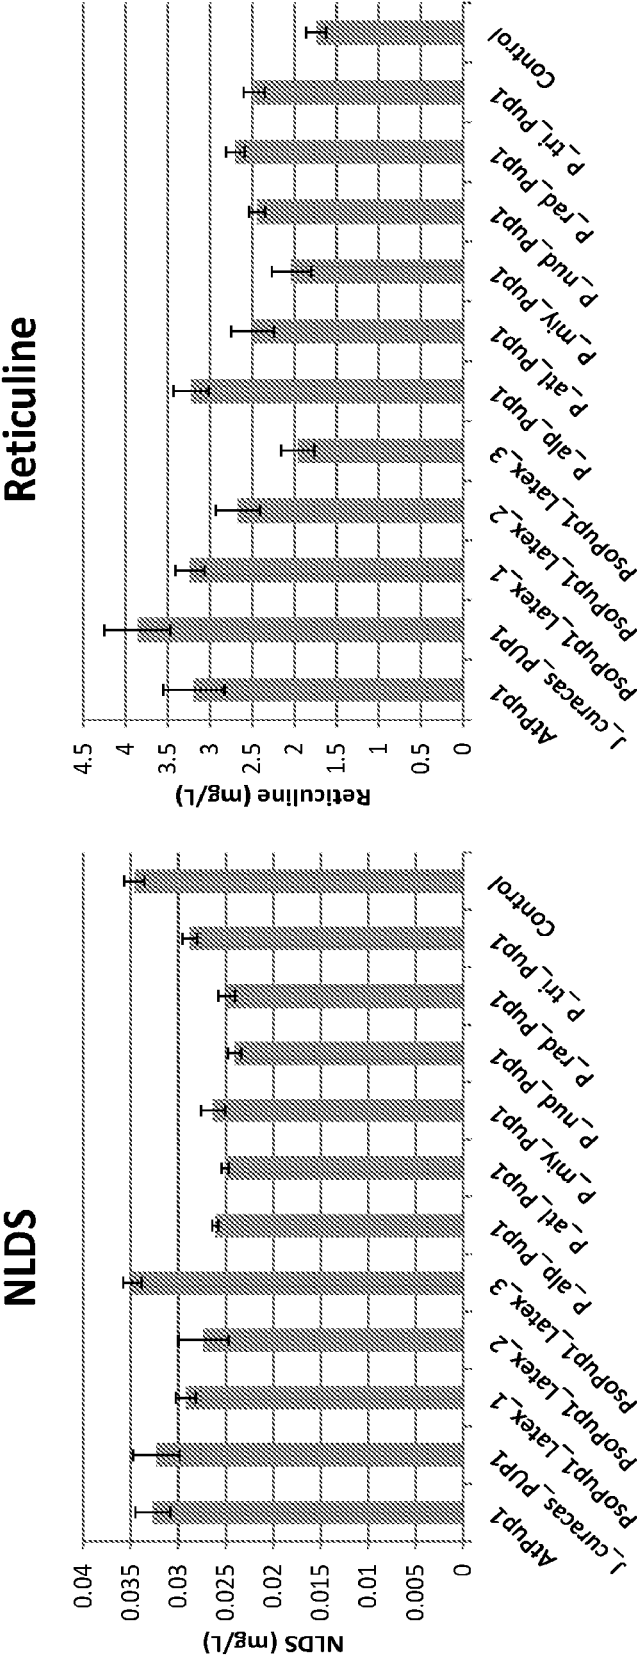 NLDS
NLDS (mg/L)
0.04
0.035
0.03
0.025
0.02
0.015
0.01
0.005
0
AtPup1
J_curacas_PUP1
PsoPup1_Latex_1
PsoPup1_Latex_2
PsoPup1_Latex_3
P_alp_Pup1
P_atl_Pup1
P_miy_Pup1
P_nud_Pup1
P_rad_Pup1
P_tri_Pup1
Control
Reticuline
Reticuline (mg/L)
4.5
4
3.5
3
2.5
2
1.5
1
0.5
0
AtPup1
J_curacas_PUP1
PsoPup1_Latex_1
PsoPup1_Latex_2
PsoPup1_Latex_3
P_alp_Pup1
P_atl_Pup1
P_miy_Pup1
P_nud_Pup1
P_rad_Pup1
P_tri_Pup1
Control